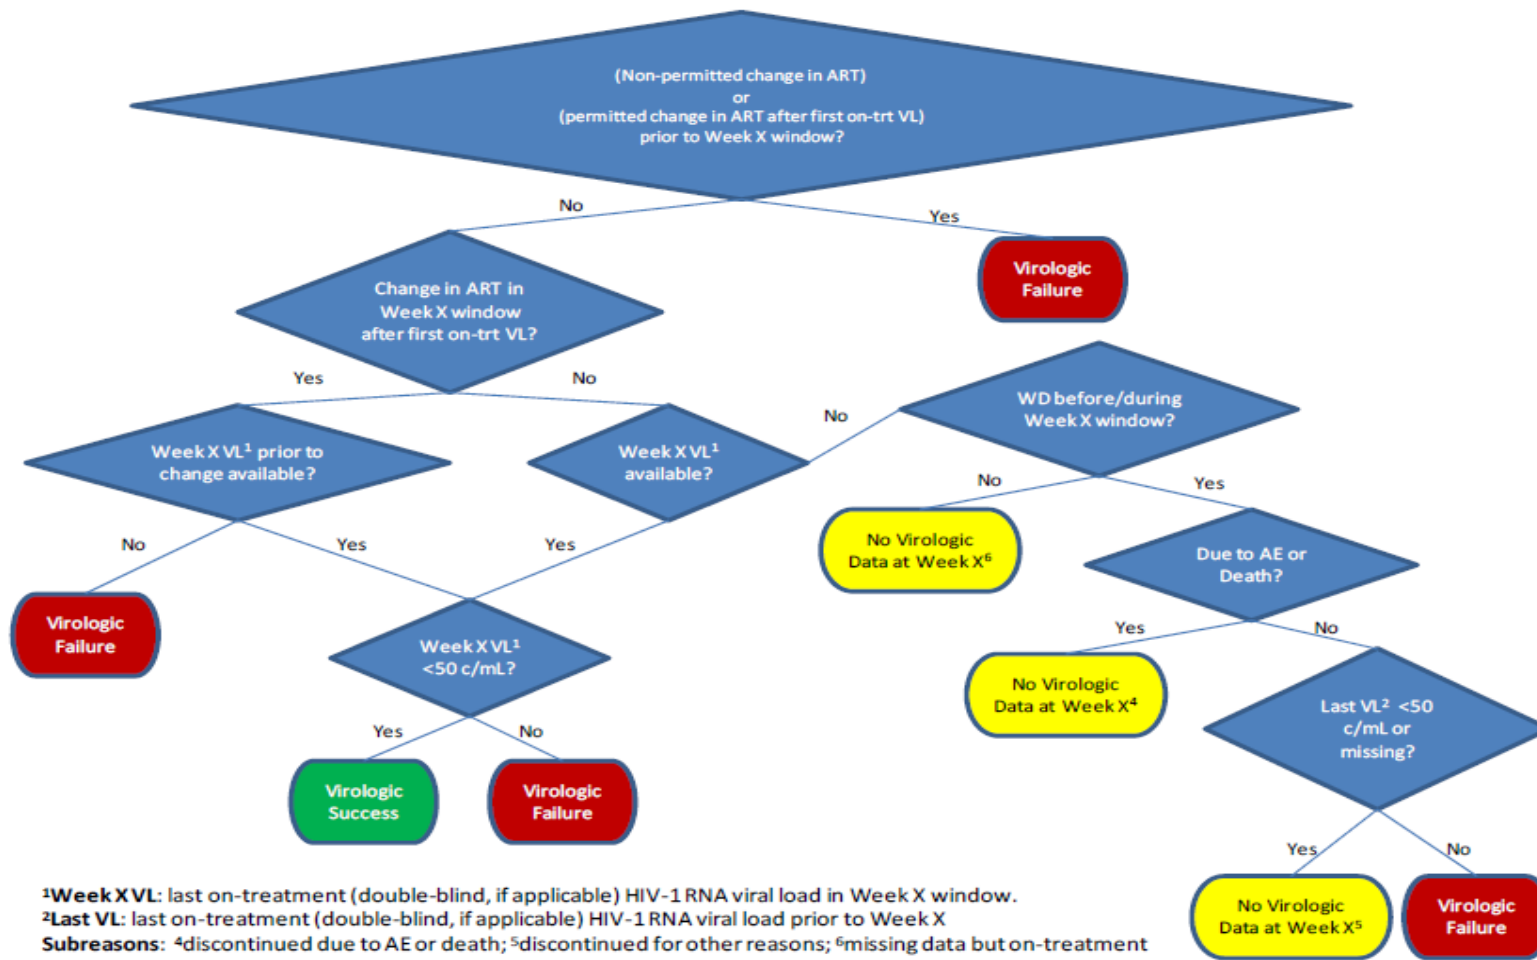 (Non-permitted change in ART)
or
(permitted change in ART after first on-trt VL)
prior to Week X window?
No
Yes
Virologic
Failure
Change in ART in
Week X window
after first on-trt VL?
Yes
No
No
WD before/during
Week X window?
Week X VL¹ prior to
change available?
Week X VL¹
available?
No
Yes
No
Yes
Yes
No Virologic
Data at Week X⁶
Due to AE or
Death?
Virologic
Failure
Week X VL¹
<50 c/mL?
Yes
No
No Virologic
Data at Week X⁴
Last VL² <50
c/mL or
missing?
Yes
No
Virologic
Success
Virologic
Failure
Yes
No
No Virologic
Data at Week X⁵
Virologic
Failure
¹Week X VL: last on-treatment (double-blind, if applicable) HIV-1 RNA viral load in Week X window.
²Last VL: last on-treatment (double-blind, if applicable) HIV-1 RNA viral load prior to Week X
Subreasons: ⁴discontinued due to AE or death; ⁵discontinued for other reasons; ⁶missing data but on-treatment